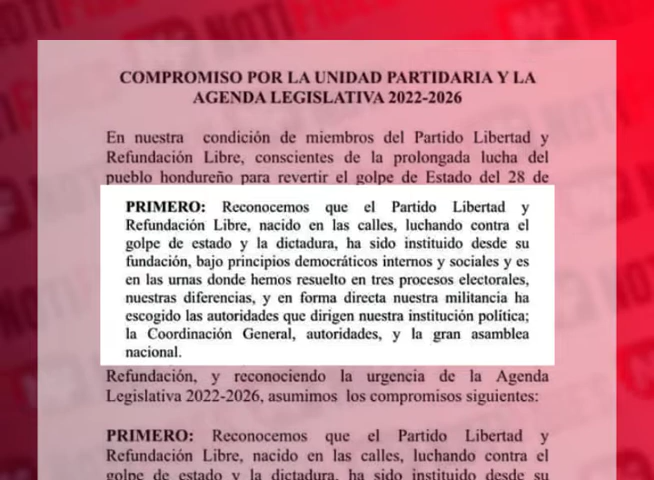 COMPROMISO POR LA UNIDAD PARTIDARIA Y LA
AGENDA LEGISLATIVA 2022-2026
En nuestra condición de miembros del Partido Libertad y
Refundación Libre, conscientes de la prolongada lucha del
pueblo hondureño para revertir el golpe de Estado del 28 de
PRIMERO: Reconocemos que el Partido Libertad y
Refundación Libre, nacido en las calles, luchando contra el
golpe de estado y la dictadura, ha sido instituido desde su
fundación, bajo principios democráticos internos y sociales y es
en las urnas donde hemos resuelto en tres procesos electorales,
nuestras diferencias, y en forma directa nuestra militancia ha
escogido las autoridades que dirigen nuestra institución política;
la Coordinación General, autoridades, y la gran asamblea
nacional.
Refundación, y reconociendo la urgencia de la Agenda
Legislativa 2022-2026, asumimos los compromisos siguientes:
PRIMERO: Reconocemos que el Partido Libertad y
Refundación Libre, nacido en las calles, luchando contra el
golpe de estado y la dictadura, ha sido instituido desde su